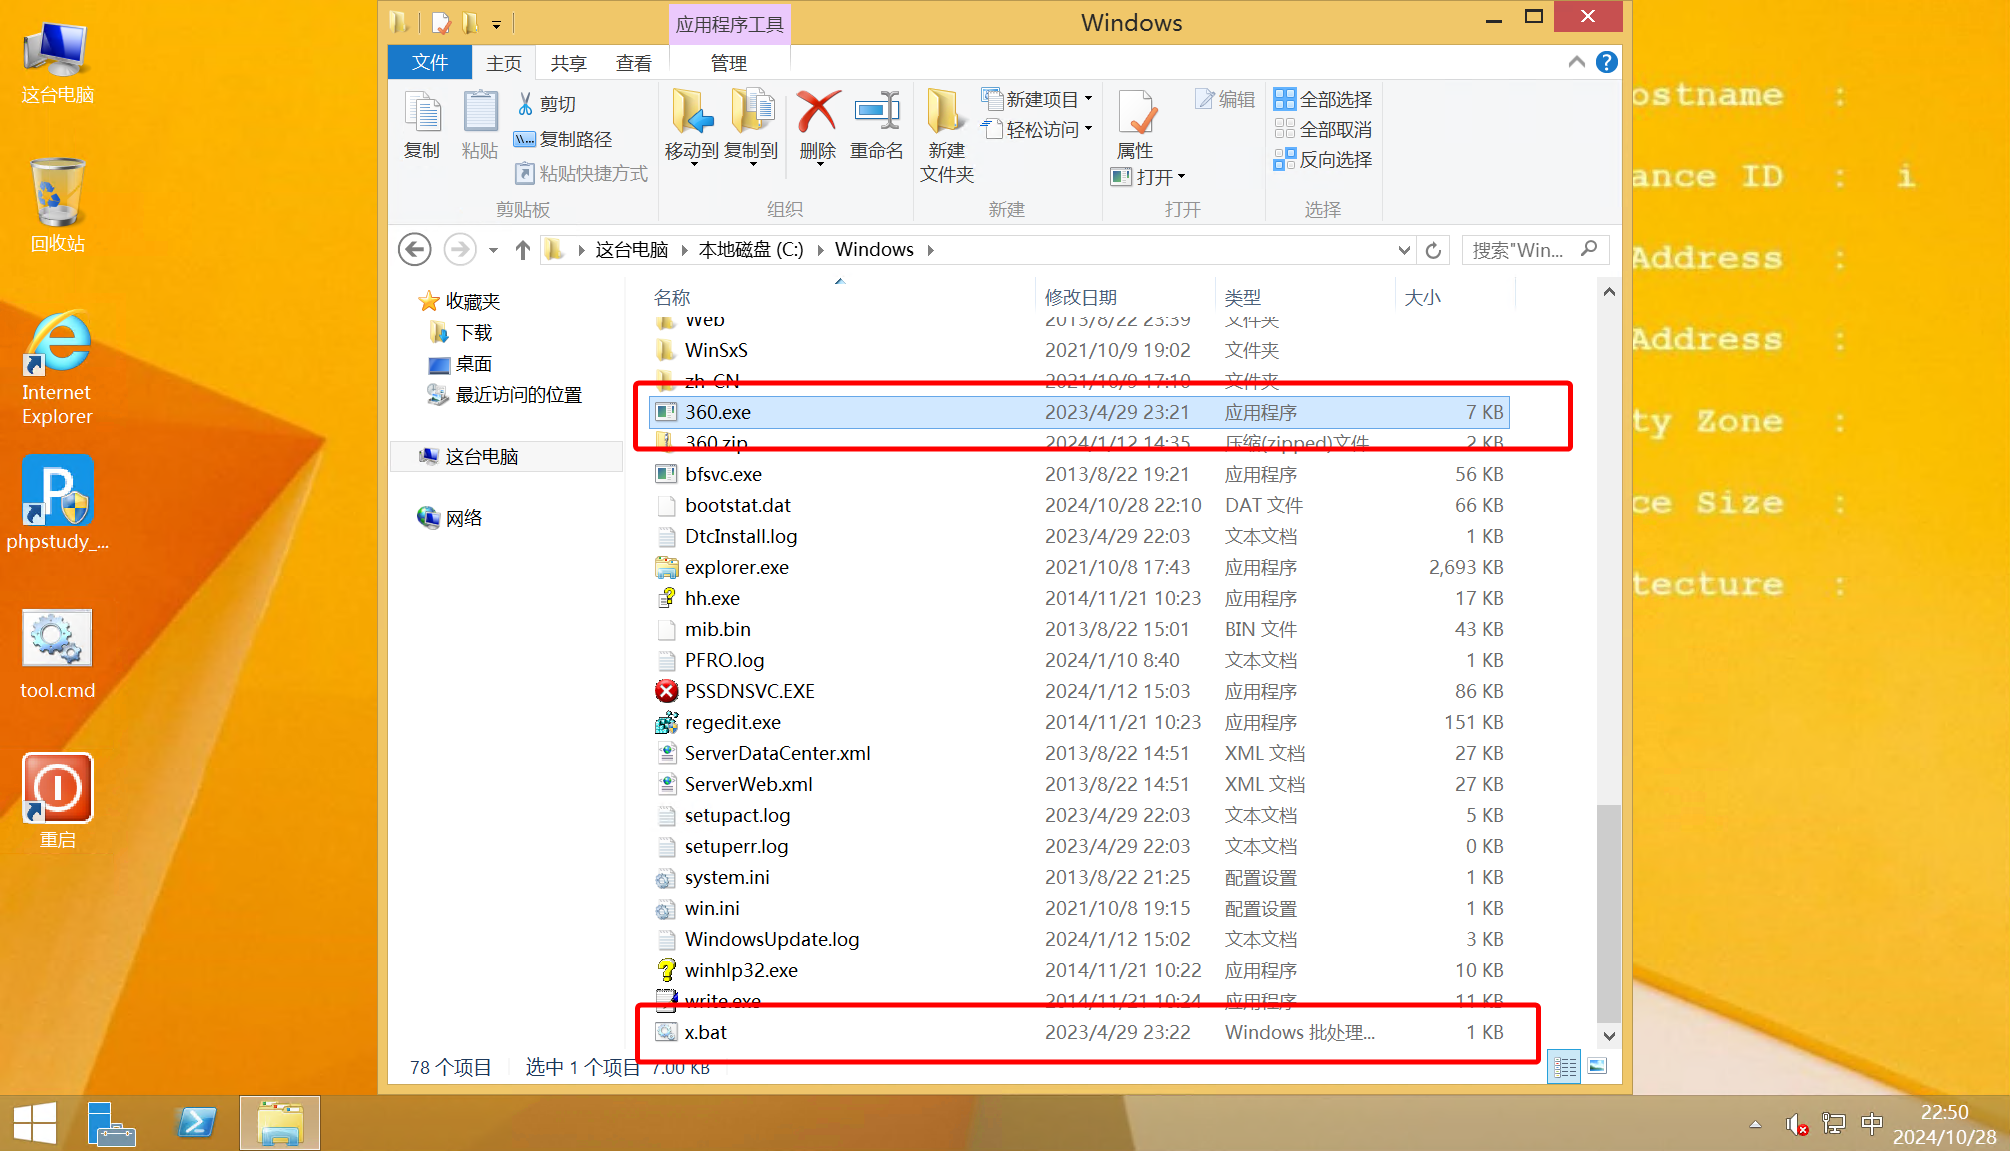 这台电脑
回收站
Internet
Explorer
phpstudy_...
tool.cmd
重启
应用程序工具
Windows
文件
主页
共享
查看
管理
复制
粘贴
剪切
复制路径
粘贴快捷方式
剪贴板
移动到
复制到
删除
重命名
组织
新建
文件夹
新建项目
轻松访问
新建
属性
打开
编辑
打开
全部选择
全部取消
反向选择
选择
这台电脑
本地磁盘 (C:)
Windows
搜索"Win...
收藏夹
下载
桌面
最近访问的位置
这台电脑
网络
名称 修改日期 类型 大小
Web 2013/8/22 23:39 文件夹
WinSxS 2021/10/9 19:02 文件夹
zh-CN 2021/10/9 17:10 文件夹
360.exe 2023/4/29 23:21 应用程序 7 KB
360.zip 2024/1/12 14:35 压缩(zipped)文件 2 KB
bfsvc.exe 2013/8/22 19:21 应用程序 56 KB
bootstat.dat 2024/10/28 22:10 DAT 文件 66 KB
DtcInstall.log 2023/4/29 22:03 文本文档 1 KB
explorer.exe 2021/10/8 17:43 应用程序 2,693 KB
hh.exe 2014/11/21 10:23 应用程序 17 KB
mib.bin 2013/8/22 15:01 BIN 文件 43 KB
PFRO.log 2024/1/10 8:40 文本文档 1 KB
PSSDNSVC.EXE 2024/1/12 15:03 应用程序 86 KB
regedit.exe 2014/11/21 10:23 应用程序 151 KB
ServerDataCenter.xml 2013/8/22 14:51 XML 文档 27 KB
ServerWeb.xml 2013/8/22 14:51 XML 文档 27 KB
setupact.log 2023/4/29 22:03 文本文档 5 KB
setuperr.log 2023/4/29 22:03 文本文档 0 KB
system.ini 2013/8/22 21:25 配置设置 1 KB
win.ini 2021/10/8 19:15 配置设置 1 KB
WindowsUpdate.log 2024/1/12 15:02 文本文档 3 KB
winhlp32.exe 2014/11/21 10:22 应用程序 10 KB
write.exe 2014/11/21 10:24 应用程序 11 KB
x.bat 2023/4/29 23:22 Windows 批处理... 1 KB
78 个项目 选中 1 个项目 7.00 KB
ostname :
ance ID : i
Address :
Address :
ty Zone :
ce Size :
tecture :
中
22:50
2024/10/28